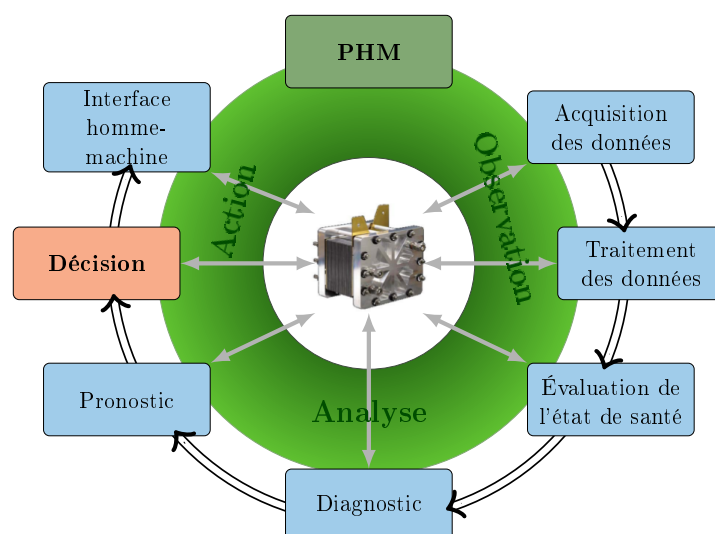 PHM
Interface
homme-
machine
Acquisition
des données
Action
Observation
Décision
Traitement
des données
Pronostic
Évaluation de
l'état de santé
Analyse
Diagnostic